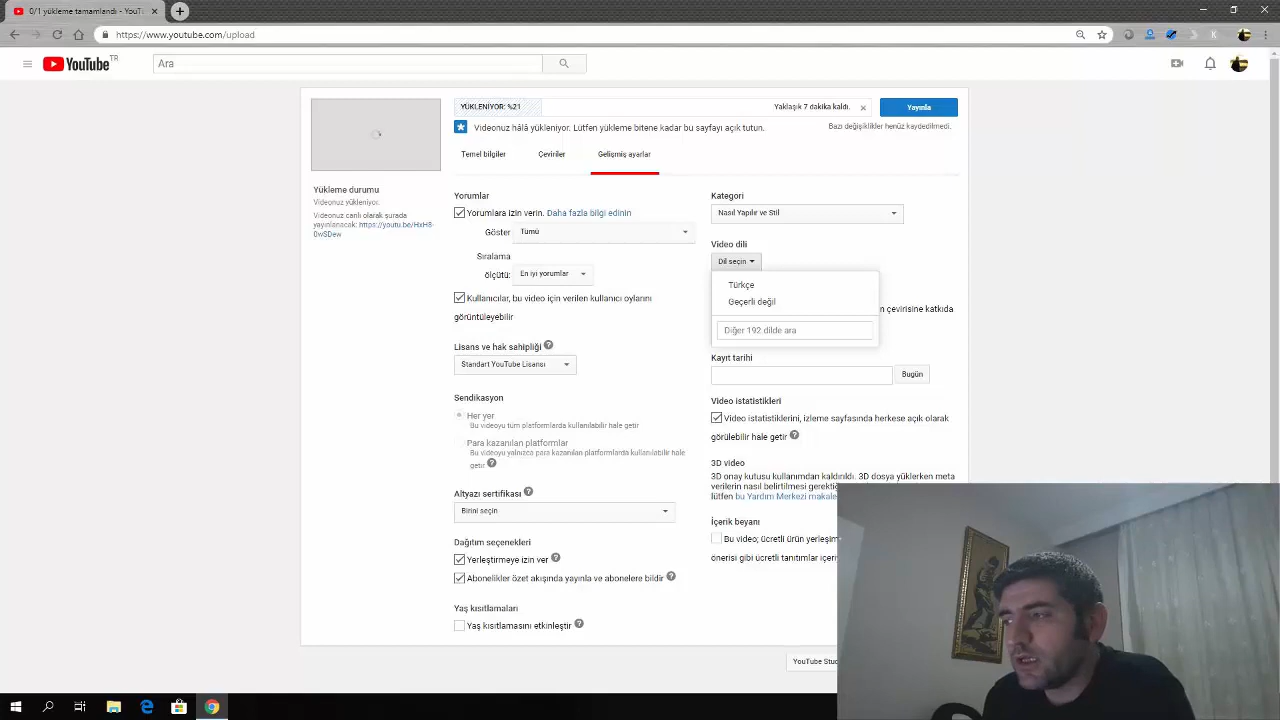 0/1 yükleme tamamlandı - YouT
https://www.youtube.com/upload
YouTube TR
Ara
YÜKLENİYOR: %21
Yaklaşık 7 dakika kaldı.
Yayınla
Videonuz hâlâ yükleniyor. Lütfen yükleme bitene kadar bu sayfayı açık tutun.
Bazı değişiklikler henüz kaydedilmedi.
Temel bilgiler
Çeviriler
Gelişmiş ayarlar
Yükleme durumu
Videonuz yükleniyor.
Videonuz canlı olarak şurada
yayınlanacak: https://youtu.be/HxH8-
Yorumlar
Yorumlara izin verin. Daha fazla bilgi edinin
Göster
Tümü
Sıralama
ölçütü:
En iyi yorumlar
Kullanıcılar, bu video için verilen kullanıcı oylarını
görüntüleyebilir
Lisans ve hak sahipliği
Standart YouTube Lisansı
Sendikasyon
Her yer
Bu videoyu tüm platformlarda kullanılabilir hale getir
Para kazanılan platformlar
Bu videoyu yalnızca para kazanılan platformlarda kullanılabilir hale
getir
Altyazı sertifikası
Birini seçin
Dağıtım seçenekleri
Yerleştirmeye izin ver
Abonelikler özet akışında yayınla ve abonelere bildir
Yaş kısıtlamaları
Yaş kısıtlamasını etkinleştir
Kategori
Nasıl Yapılır ve Stil
Video dili
Dil seçin
Türkçe
Geçerli değil
Diğer 192 dilde ara
n çevirisine katkıda
Kayıt tarihi
Bugün
Video istatistikleri
Video istatistiklerini, izleme sayfasında herkese açık olarak
görülebilir hale getir
3D video
3D onay kutusu kullanımdan kaldırıldı. 3D dosya yüklerken meta
verilerin nasıl belirtilmesi gerektiğ
lütfen bu Yardım Merkezi makale
İçerik beyanı
Bu video; ücretli ürün yerleşim
önerisi gibi ücretli tanıtımlar içeriy
YouTube Stu